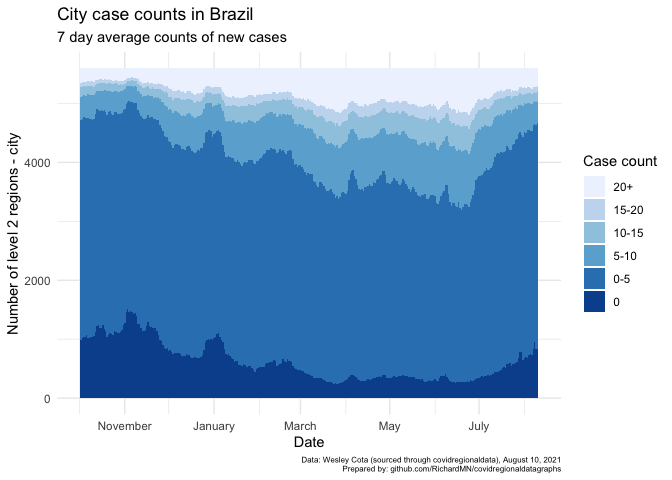 City case counts in Brazil
7 day average counts of new cases
Number of level 2 regions - city
4000
2000
0
November
January
March
May
July
Date
Case count
20+
15-20
10-15
5-10
0-5
0
Data: Wesley Cota (sourced through covidregionaldata), August 10, 2021
Prepared by: github.com/RichardMN/covidregionaldatagraphs